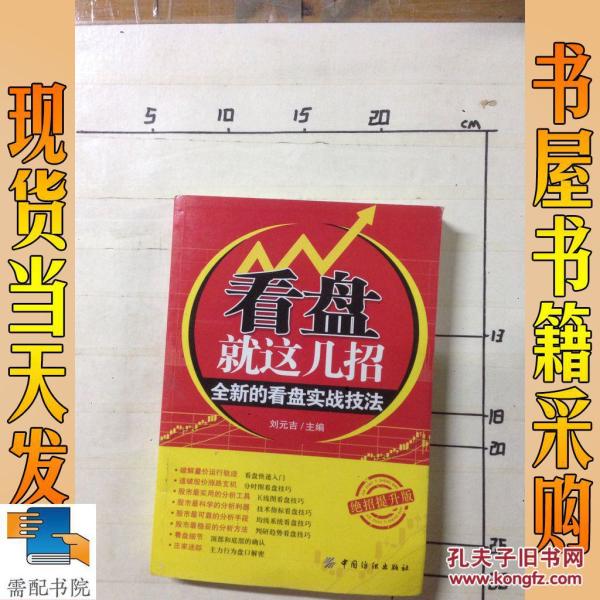 现货当天发
书屋书籍采购
5 10 15 20 CM
13
18
20
25
看盘
就这几招
全新的看盘实战技法
刘元吉/主编
绝招提升版
•破解量价运行轨迹 看盘快速入门
•道破股价涨跌玄机 分时图看盘技巧
•股市最实用的分析工具 K线图看盘技巧
•股市最科学的分析利器 技术指标看盘技巧
•股市最可靠的分析手段 均线系统看盘技巧
•股市最稳妥的分析方法 判研趋势看盘技巧
•看盘细节 顶部和底部的确认
•庄家迷踪 主力行为盘口解密
中国纺织出版社
需配书院
孔夫子旧书网
www.kongfz.com